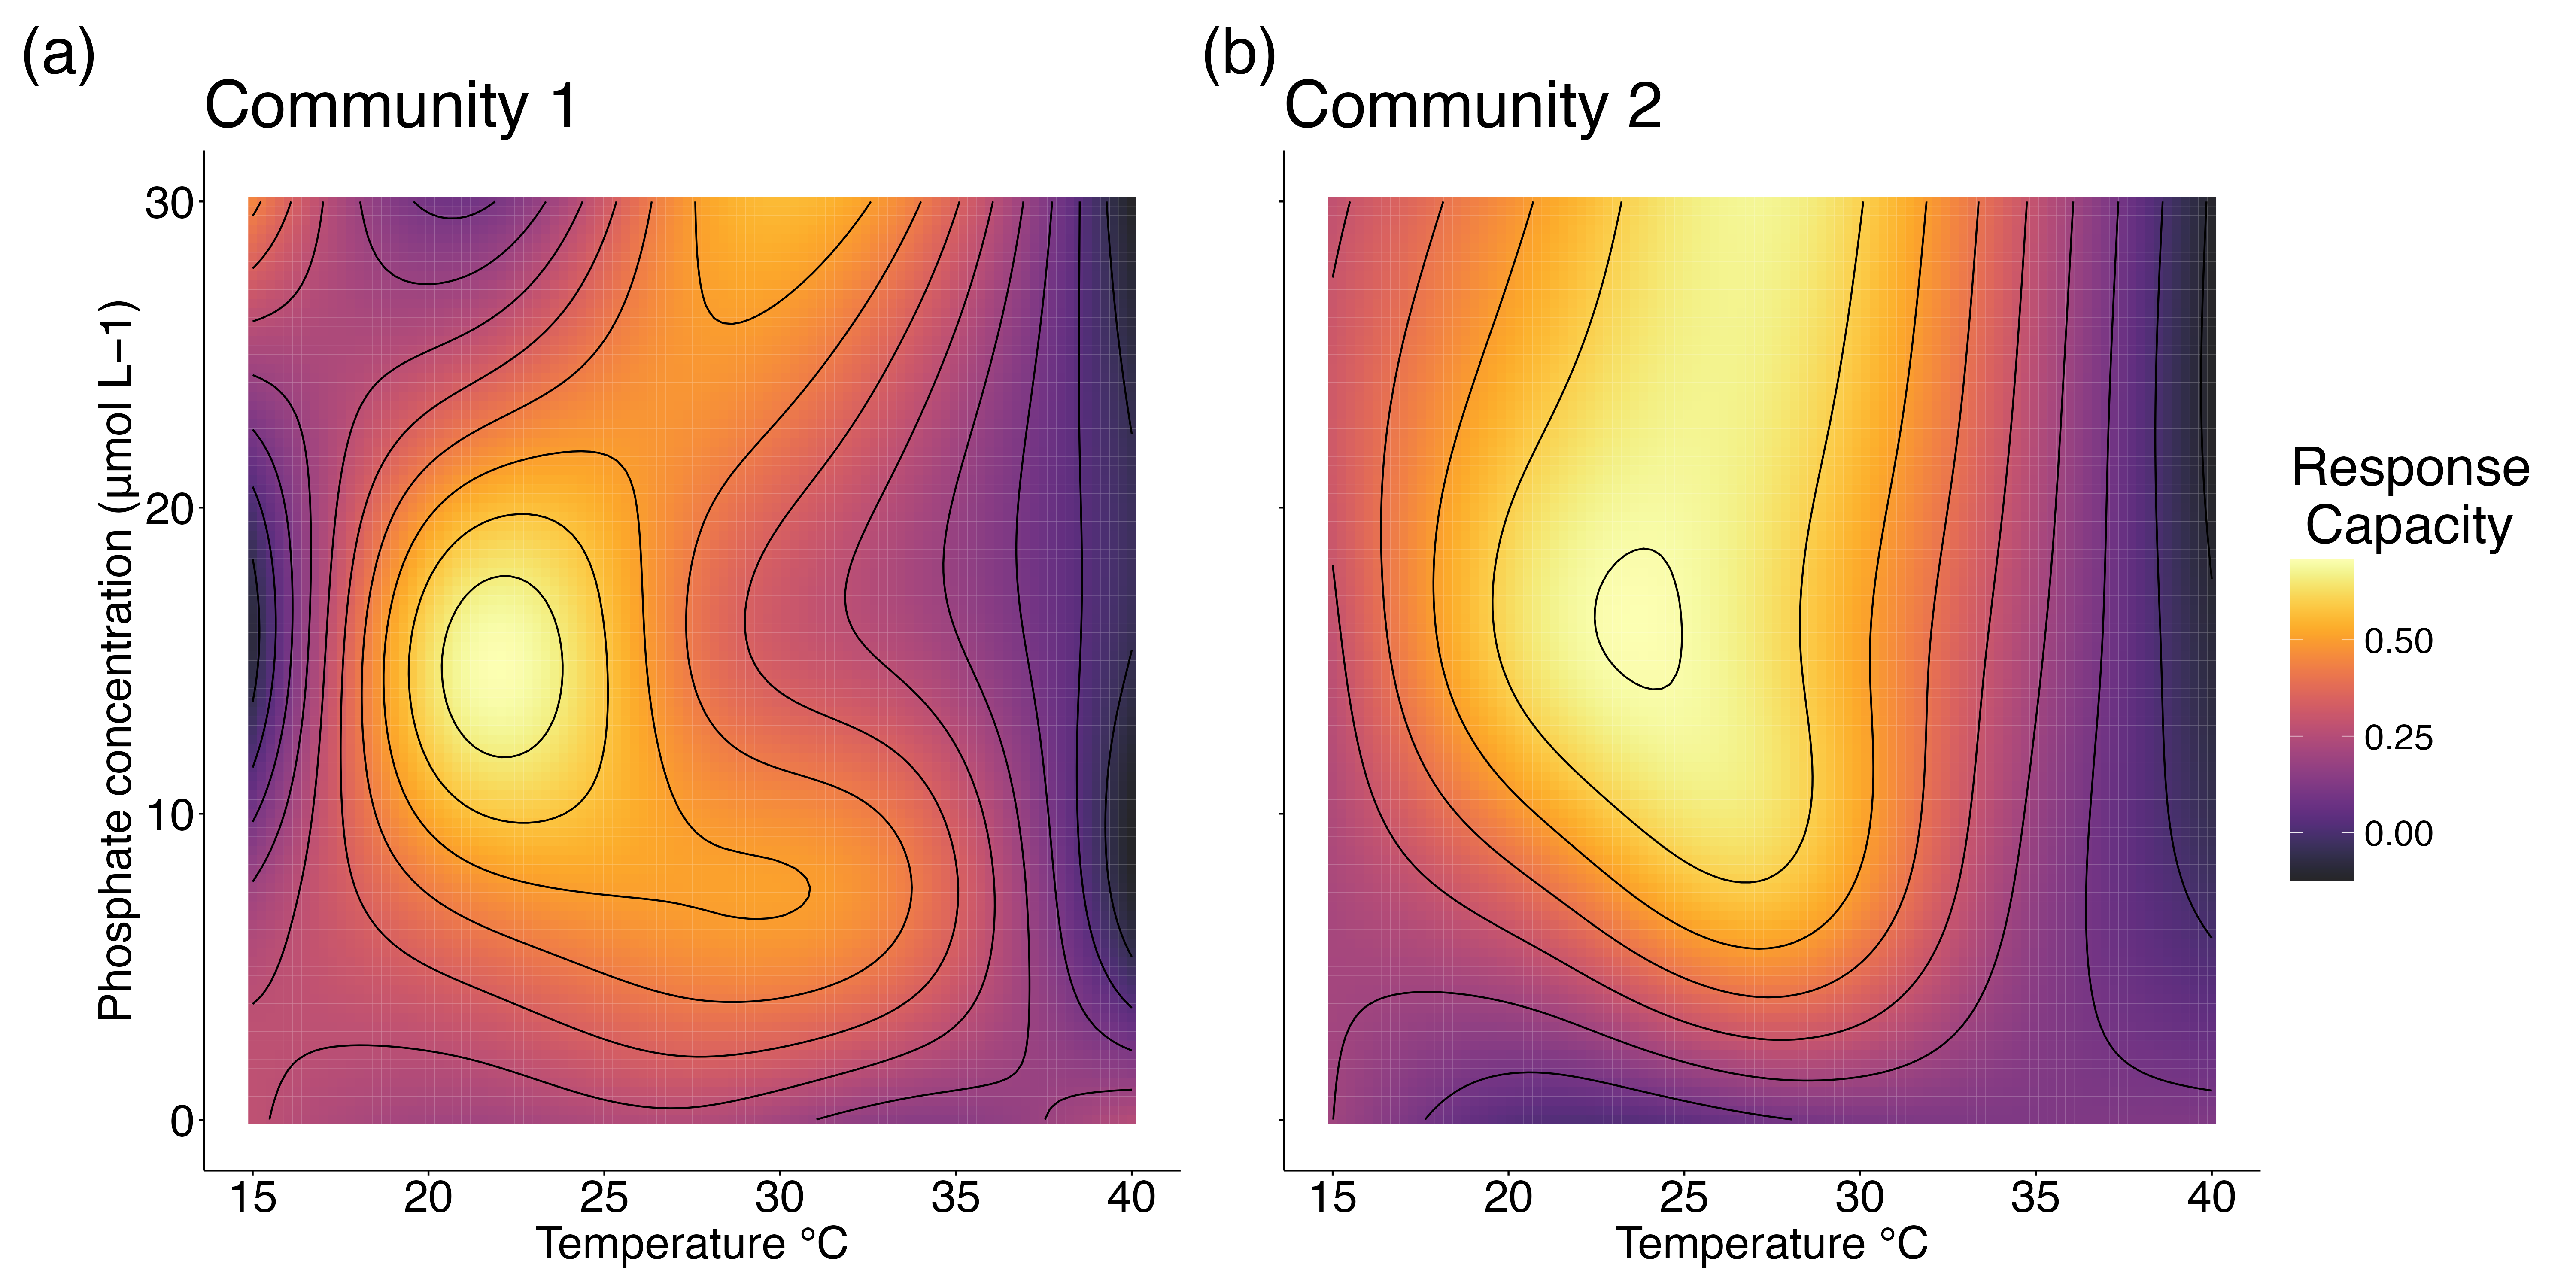 (a)
Community 1
(b)
Community 2
Phosphate concentration (µmol L−1)
30
20
10
0
15 20 25 30 35 40
Temperature °C
15 20 25 30 35 40
Temperature °C
Response
Capacity
0.50
0.25
0.00